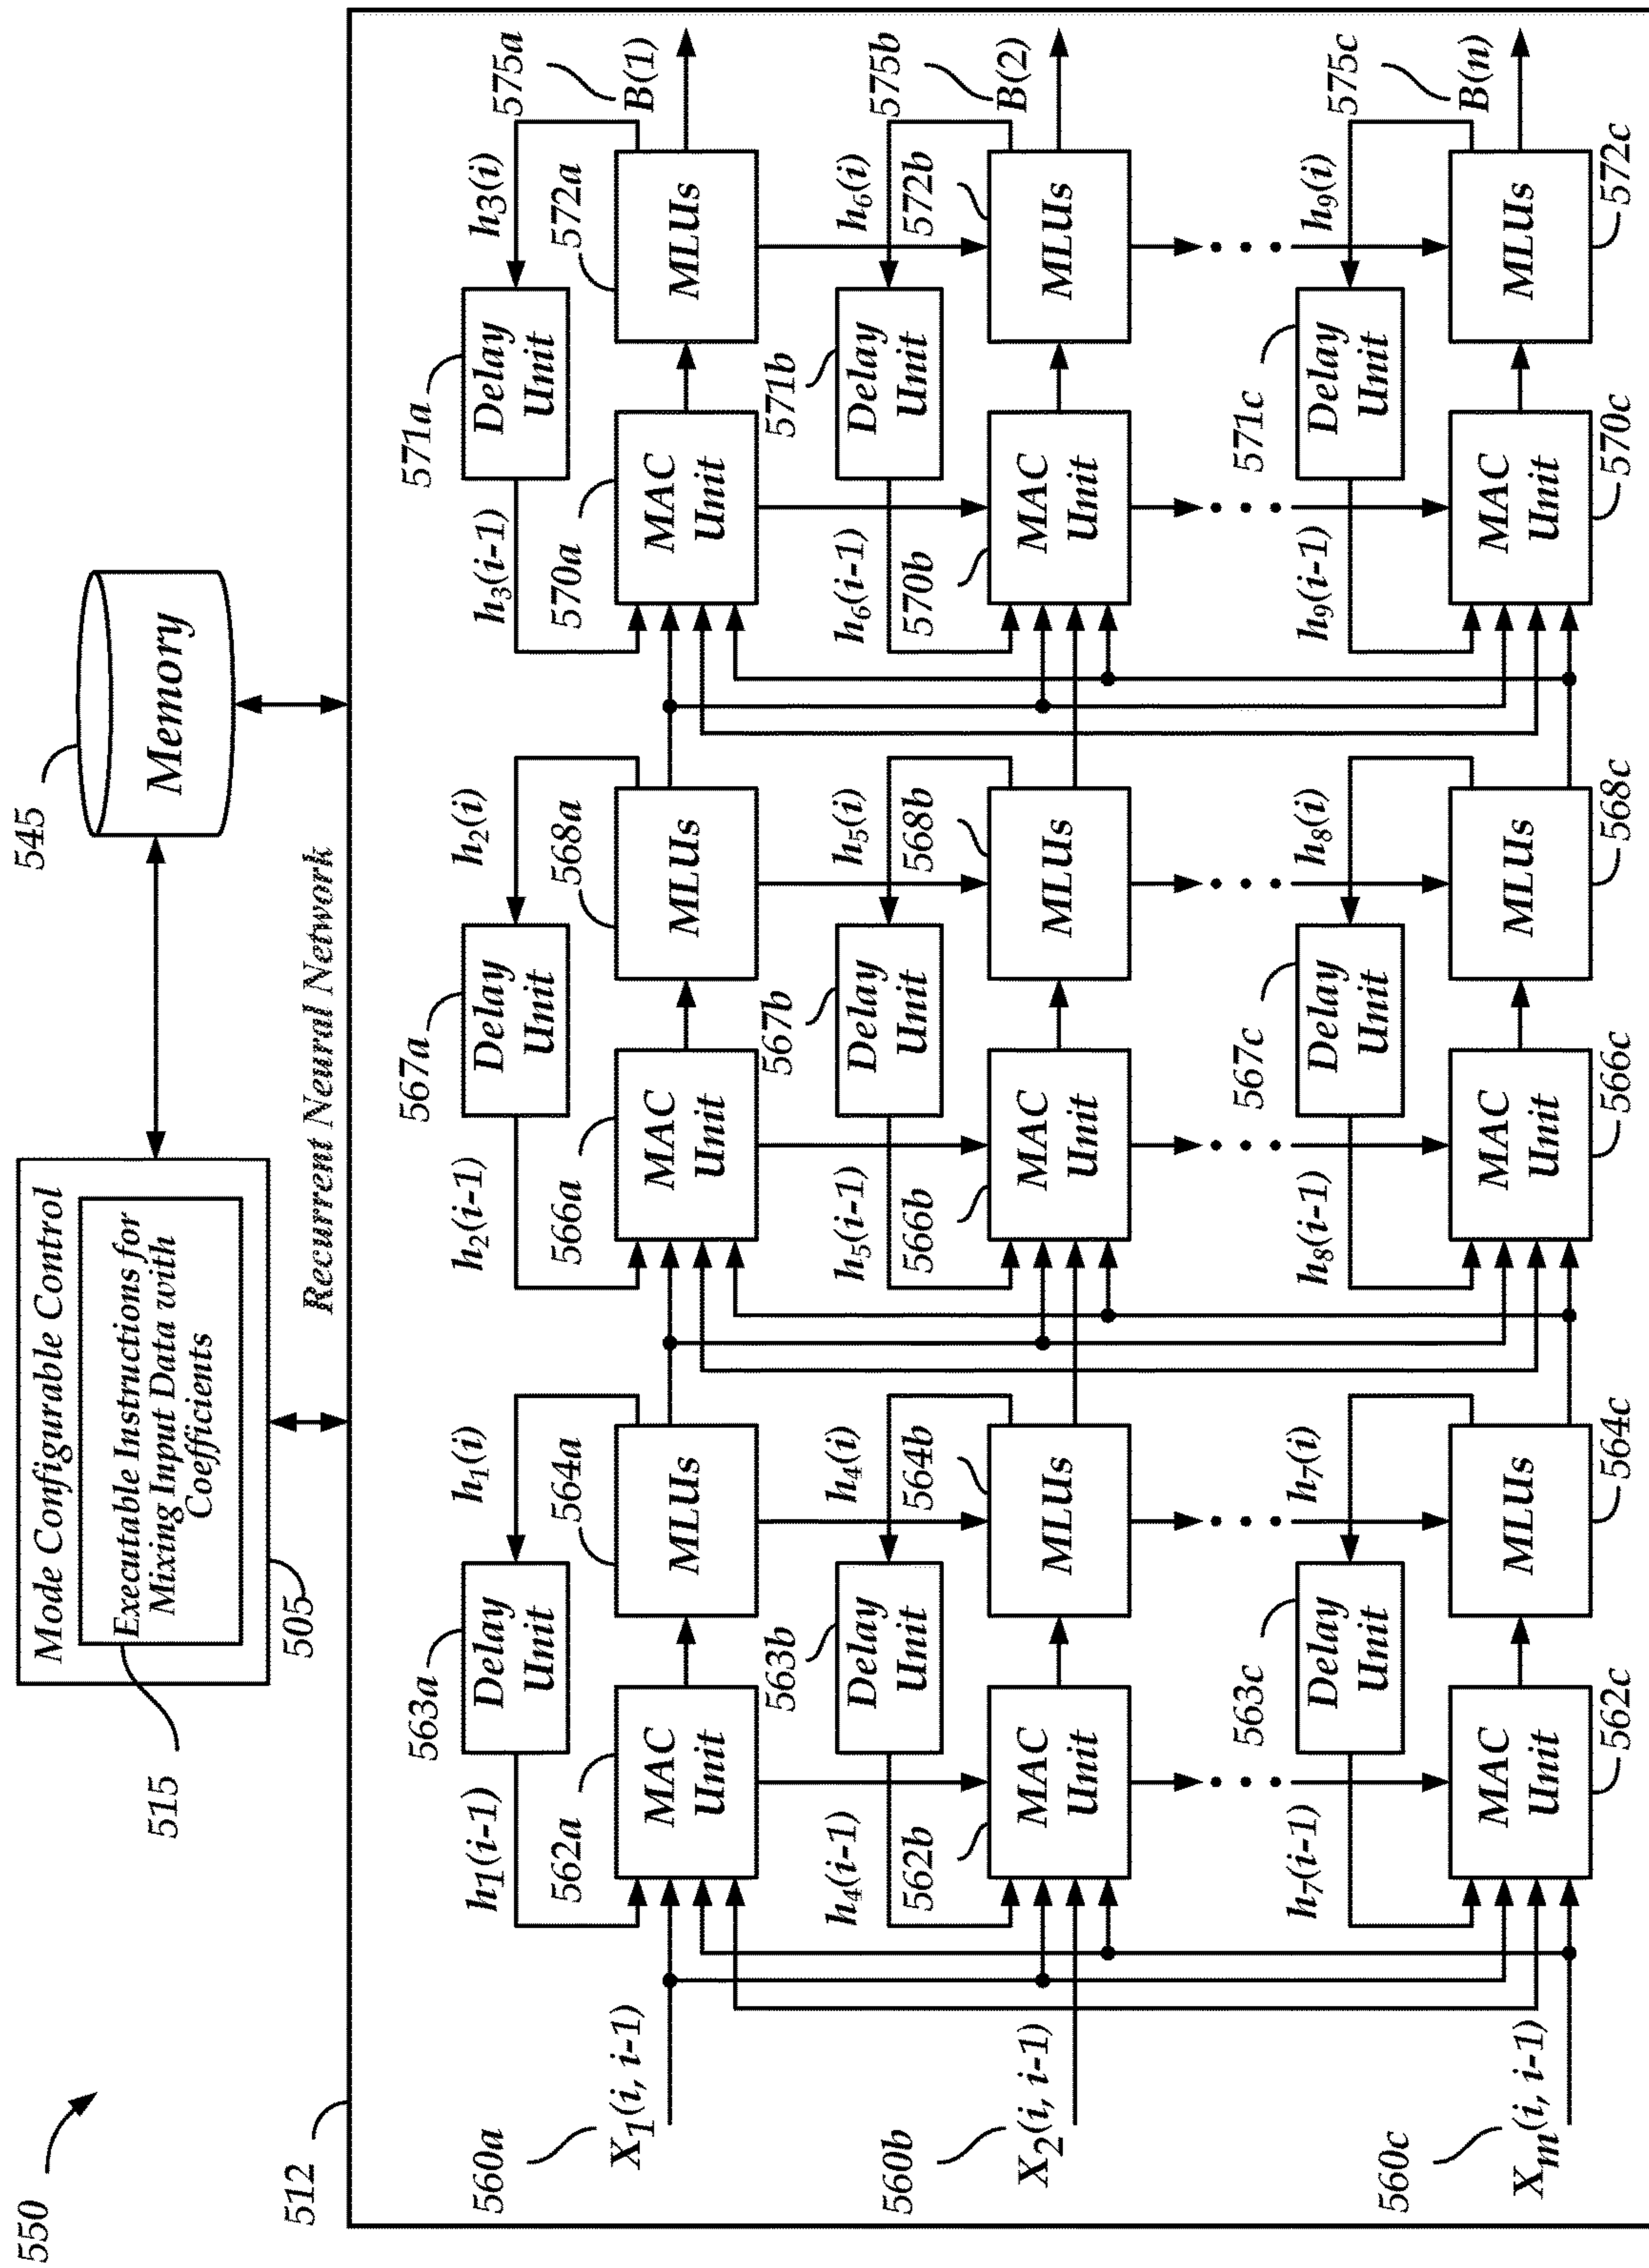 550
Mode Configurable Control
Executable Instructions for
Mixing Input Data with
Coefficients
515
505
545
Memory
512
Recurrent Neural Network
h1(i-1)
563a
Delay
Unit
h1(i)
h2(i-1)
567a
Delay
Unit
h2(i)
h3(i-1)
571a
Delay
Unit
h3(i)
575a
560a
X1(i, i-1)
562a
MAC
Unit
564a
MLUs
566a
MAC
Unit
568a
MLUs
570a
MAC
Unit
572a
MLUs
B(1)
h4(i-1)
563b
Delay
Unit
h4(i)
h5(i-1)
567b
Delay
Unit
h5(i)
h6(i-1)
571b
Delay
Unit
h6(i)
575b
560b
X2(i, i-1)
562b
MAC
Unit
564b
MLUs
566b
MAC
Unit
568b
MLUs
570b
MAC
Unit
572b
MLUs
B(2)
h7(i-1)
563c
Delay
Unit
h7(i)
h8(i-1)
567c
Delay
Unit
h8(i)
h9(i-1)
571c
Delay
Unit
h9(i)
575c
560c
Xm(i, i-1)
MAC
Unit
562c
MLUs
564c
MAC
Unit
566c
MLUs
568c
MAC
Unit
570c
MLUs
572c
B(n)